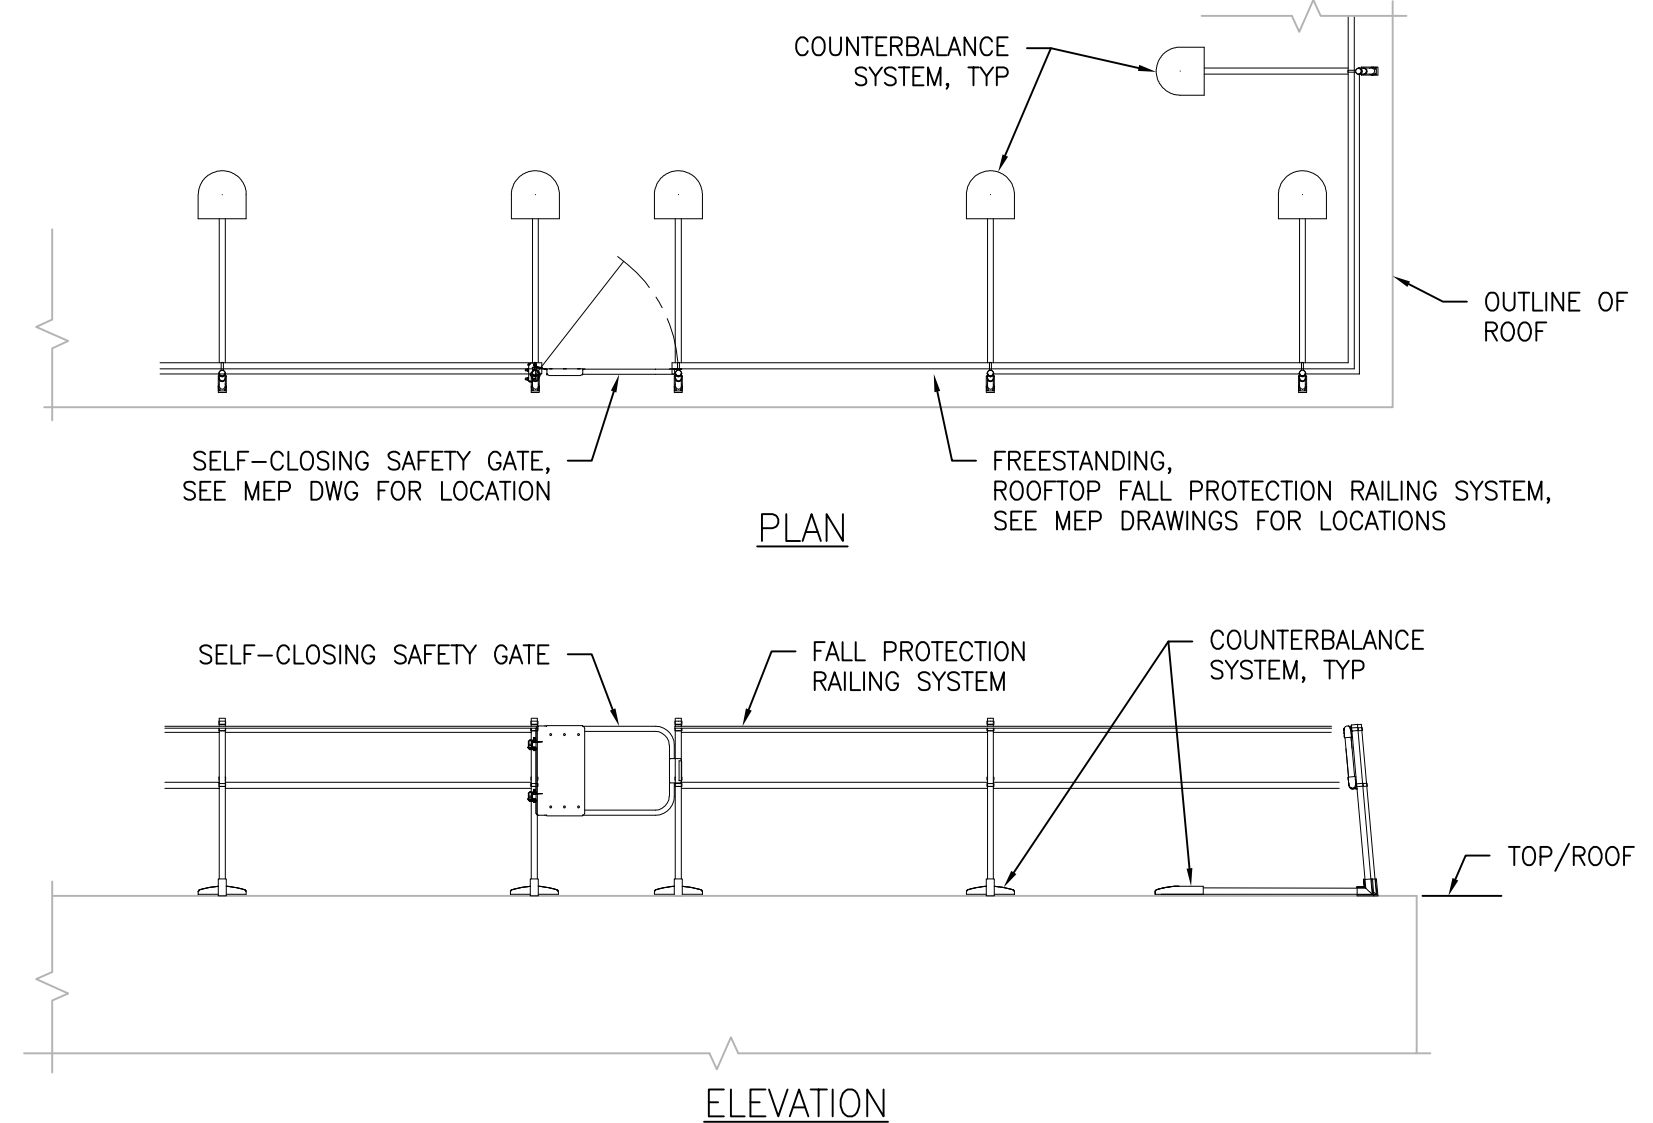 COUNTERBALANCE
SYSTEM, TYP
OUTLINE OF
ROOF
SELF-CLOSING SAFETY GATE,
SEE MEP DWG FOR LOCATION
FREESTANDING,
ROOFTOP FALL PROTECTION RAILING SYSTEM,
SEE MEP DRAWINGS FOR LOCATIONS
PLAN
SELF-CLOSING SAFETY GATE
FALL PROTECTION
RAILING SYSTEM
COUNTERBALANCE
SYSTEM, TYP
TOP/ROOF
ELEVATION